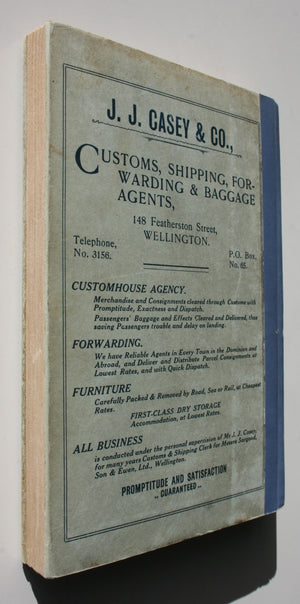 J. J. CASEY & CO.,
CUSTOMS, SHIPPING, FOR-
WARDING & BAGGAGE
AGENTS,
148 Featherston Street,
WELLINGTON.
Telephone, P.O. Box,
No. 3156. No. 65.
CUSTOMHOUSE AGENCY.
Merchandise and Consignments cleared through Customs with
Promptitude, Exactness and Dispatch.
Passengers' Baggage and Effects Cleared and Delivered, thus
saving Passengers trouble and delay on landing.
FORWARDING.
We have Reliable Agents in Every Town in the Dominion and
Abroad, and Deliver and Distribute Parcel Consignments at
Lowest Rates, and with Quick Dispatch.
FURNITURE
Carefully Packed & Removed by Road, Sea or Rail, at Cheapest
Rates.
FIRST-CLASS DRY STORAGE
Accommodation, at Lowest Rates.
ALL BUSINESS
is conducted under the personal supervision of Mr J. J. Casey,
for many years Customs & Shipping Clerk for Messrs Sargood,
Son & Ewen, Ltd., Wellington.
PROMPTITUDE AND SATISFACTION
.. GUARANTEED ..